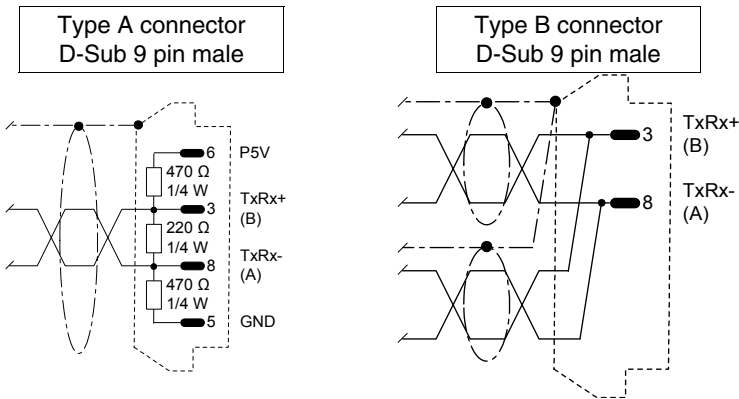 Type A connector
D-Sub 9 pin male
6 P5V
470 Ω
1/4 W
3 TxRx+
(B)
220 Ω
1/4 W
8 TxRx-
(A)
470 Ω
1/4 W
5 GND
Type B connector
D-Sub 9 pin male
3 TxRx+
(B)
8 TxRx-
(A)